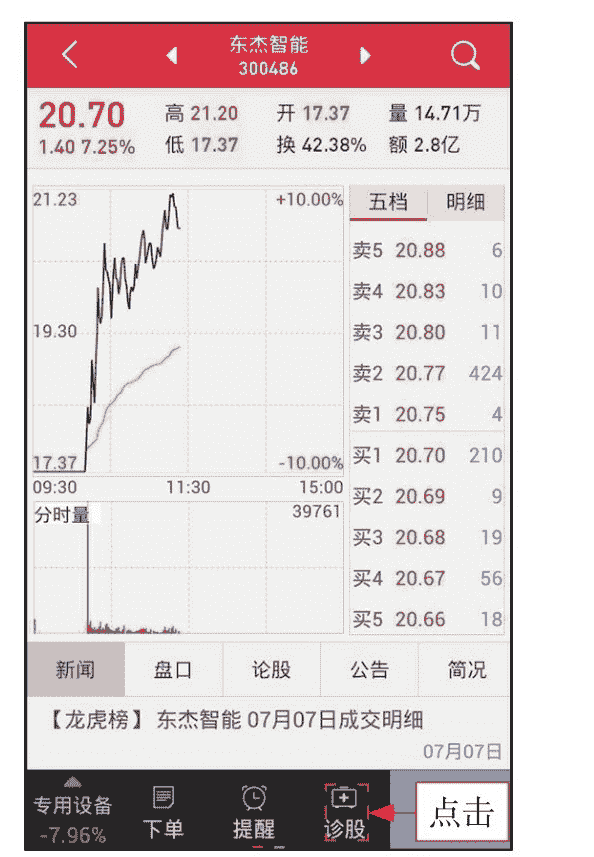 东杰智能
300486
20.70 高 21.20 开 17.37 量 14.71万
1.40 7.25% 低 17.37 换 42.38% 额 2.8亿
21.23 +10.00%
19.30
17.37 -10.00%
09:30 11:30 15:00
分时量 39761
五档 明细
卖5 20.88 6
卖4 20.83 10
卖3 20.80 11
卖2 20.77 424
卖1 20.75 4
买1 20.70 210
买2 20.69 9
买3 20.68 19
买4 20.67 56
买5 20.66 18
新闻 盘口 论股 公告 简况
【龙虎榜】东杰智能 07月07日成交明细
07月07日
专用设备
-7.96%
下单 提醒 诊股
点击